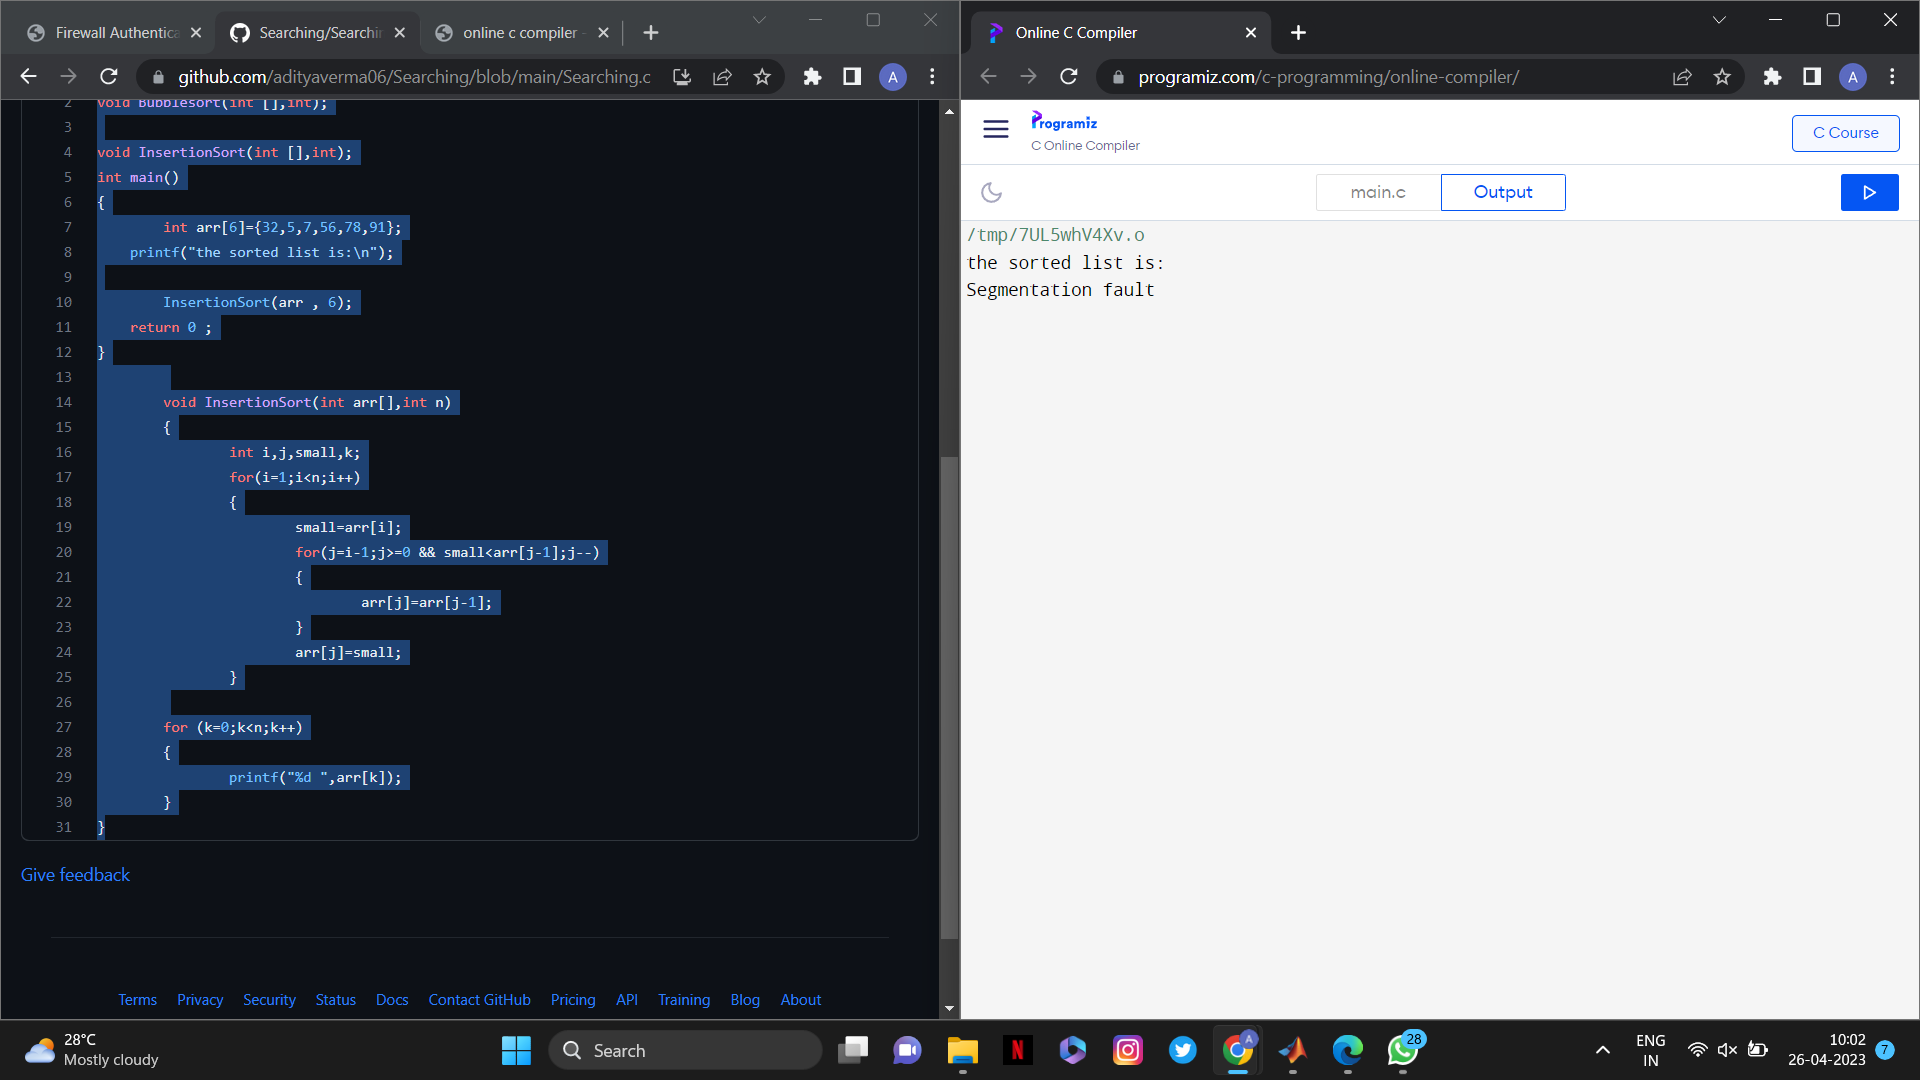 Firewall Authentica
Searching/Searchin
online c compiler -
github.com/adityaverma06/Searching/blob/main/Searching.c
A
2 void Bubblesort(int [],int);
3
4 void InsertionSort(int [],int);
5 int main()
6 {
7 int arr[6]={32,5,7,56,78,91};
8 printf("the sorted list is:\n");
9
10 InsertionSort(arr , 6);
11 return 0 ;
12 }
13
14 void InsertionSort(int arr[],int n)
15 {
16 int i,j,small,k;
17 for(i=1;i<n;i++)
18 {
19 small=arr[i];
20 for(j=i-1;j>=0 && small<arr[j-1];j--)
21 {
22 arr[j]=arr[j-1];
23 }
24 arr[j]=small;
25 }
26
27 for (k=0;k<n;k++)
28 {
29 printf("%d ",arr[k]);
30 }
31 }
Give feedback
Terms Privacy Security Status Docs Contact GitHub Pricing API Training Blog About
Online C Compiler
programiz.com/c-programming/online-compiler/
A
Programiz
C Online Compiler
C Course
main.c
Output
/tmp/7UL5whV4Xv.o
the sorted list is:
Segmentation fault
28°C
Mostly cloudy
Search
N
A
28
ENG
IN
10:02
26-04-2023
7